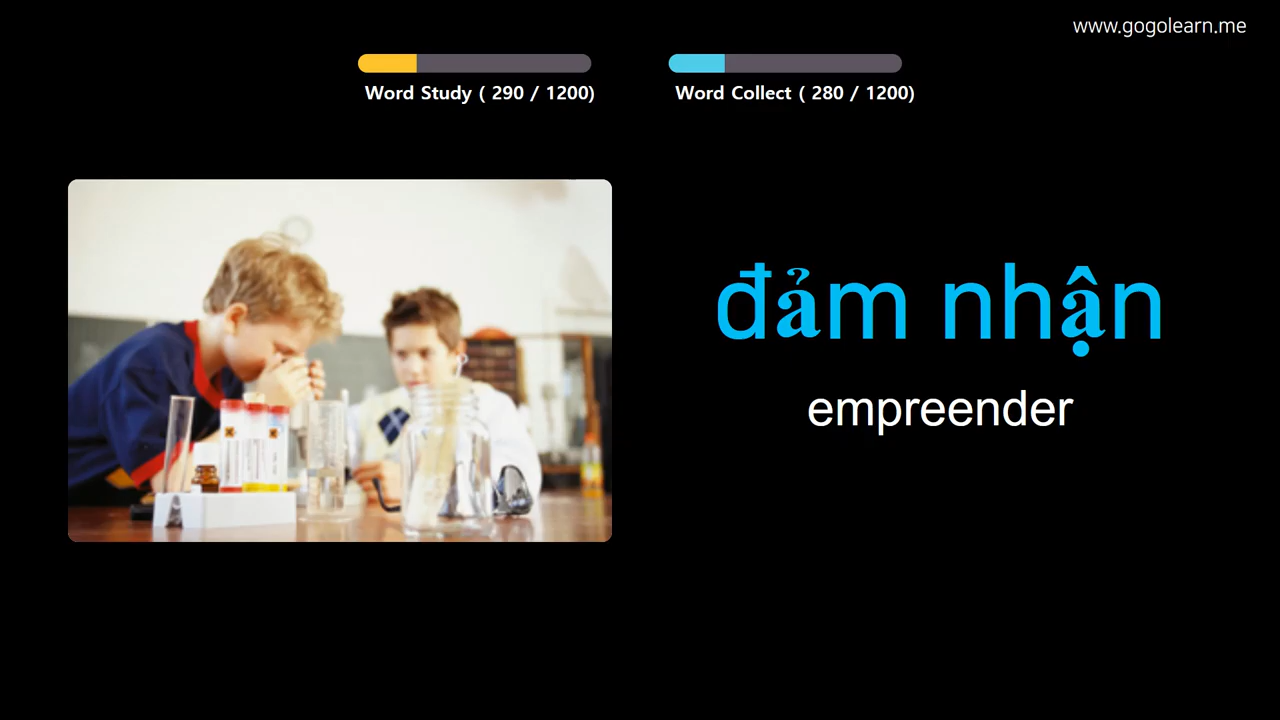 www.gogolearn.me
Word Study ( 290 / 1200)
Word Collect ( 280 / 1200)
đảm nhận
empreender